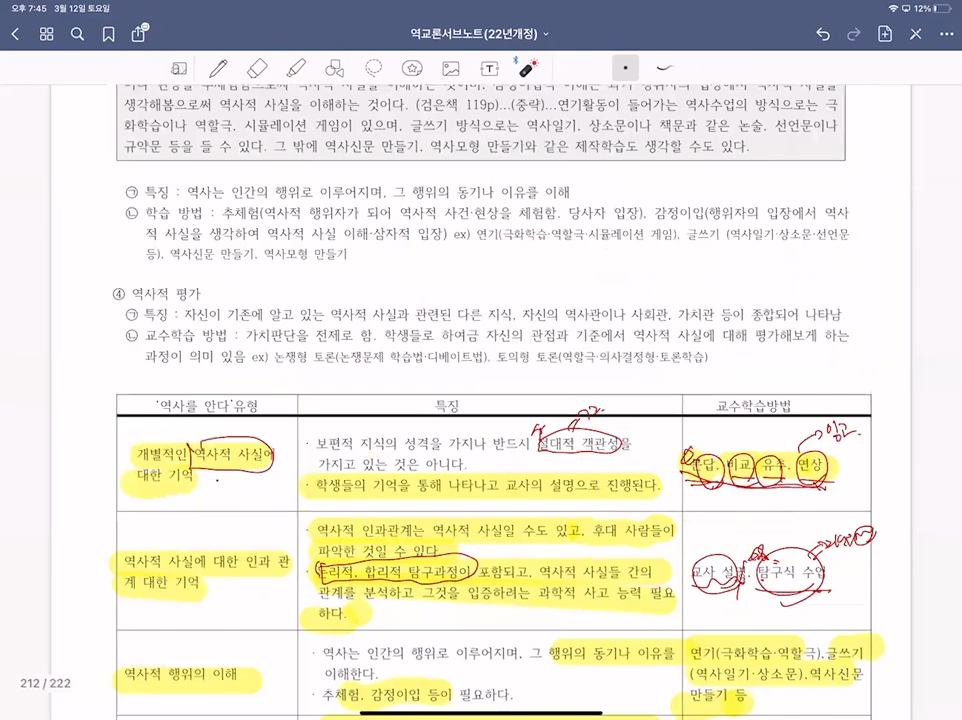 오후 7:45 3월 12일 토요일
12%
역교론서브노트(22년개정)
생각해봄으로써 역사적 사실을 이해하는 것이다. (검은책 119p)…(중략)…연기활동이 들어가는 역사수업의 방식으로는 극
화학습이나 역할극, 시뮬레이션 게임이 있으며, 글쓰기 방식으로는 역사일기, 상소문이나 책문과 같은 논술, 선언문이나
규약문 등을 들 수 있다. 그 밖에 역사신문 만들기, 역사모형 만들기와 같은 제작학습도 생각할 수도 있다.
㉠ 특징 : 역사는 인간의 행위로 이루어지며, 그 행위의 동기나 이유를 이해
㉡ 학습 방법 : 추체험(역사적 행위자가 되어 역사적 사건·현상을 체험함, 당사자 입장), 감정이입(행위자의 입장에서 역사
적 사실을 생각하여 역사적 사실 이해·삼자적 입장) ex) 연기(극화학습·역할극·시뮬레이션 게임), 글쓰기 (역사일기·상소문·선언문
등), 역사신문 만들기, 역사모형 만들기
④ 역사적 평가
㉠ 특징 : 자신이 기존에 알고 있는 역사적 사실과 관련된 다른 지식, 자신의 역사관이나 사회관, 가치관 등이 종합되어 나타남
㉡ 교수학습 방법 : 가치판단을 전제로 함. 학생들로 하여금 자신의 관점과 기준에서 역사적 사실에 대해 평가해보게 하는
과정이 의미 있음 ex) 논쟁형 토론(논쟁문제 학습법·디베이트법), 토의형 토론(역할극·의사결정형·토론학습)
'역사를 안다'유형 특징 교수학습방법
개별적인 역사적 사실에
대한 기억
· 보편적 지식의 성격을 가지나 반드시 절대적 객관성을
가지고 있는 것은 아니다.
· 학생들의 기억을 통해 나타나고 교사의 설명으로 진행된다.
문답, 비교, 유추, 연상
역사적 사실에 대한 인과 관
계 대한 기억
· 역사적 인과관계는 역사적 사실일 수도 있고, 후대 사람들이
파악한 것일 수 있다.
· 논리적, 합리적 탐구과정이 포함되고, 역사적 사실들 간의
관계를 분석하고 그것을 입증하려는 과학적 사고 능력 필요
하다.
교사 설명, 탐구식 수업
역사적 행위의 이해
· 역사는 인간의 행위로 이루어지며, 그 행위의 동기나 이유를
이해한다.
· 추체험, 감정이입 등이 필요하다.
연기(극화학습·역할극),글쓰기
(역사일기·상소문),역사신문
만들기 등
212 / 222